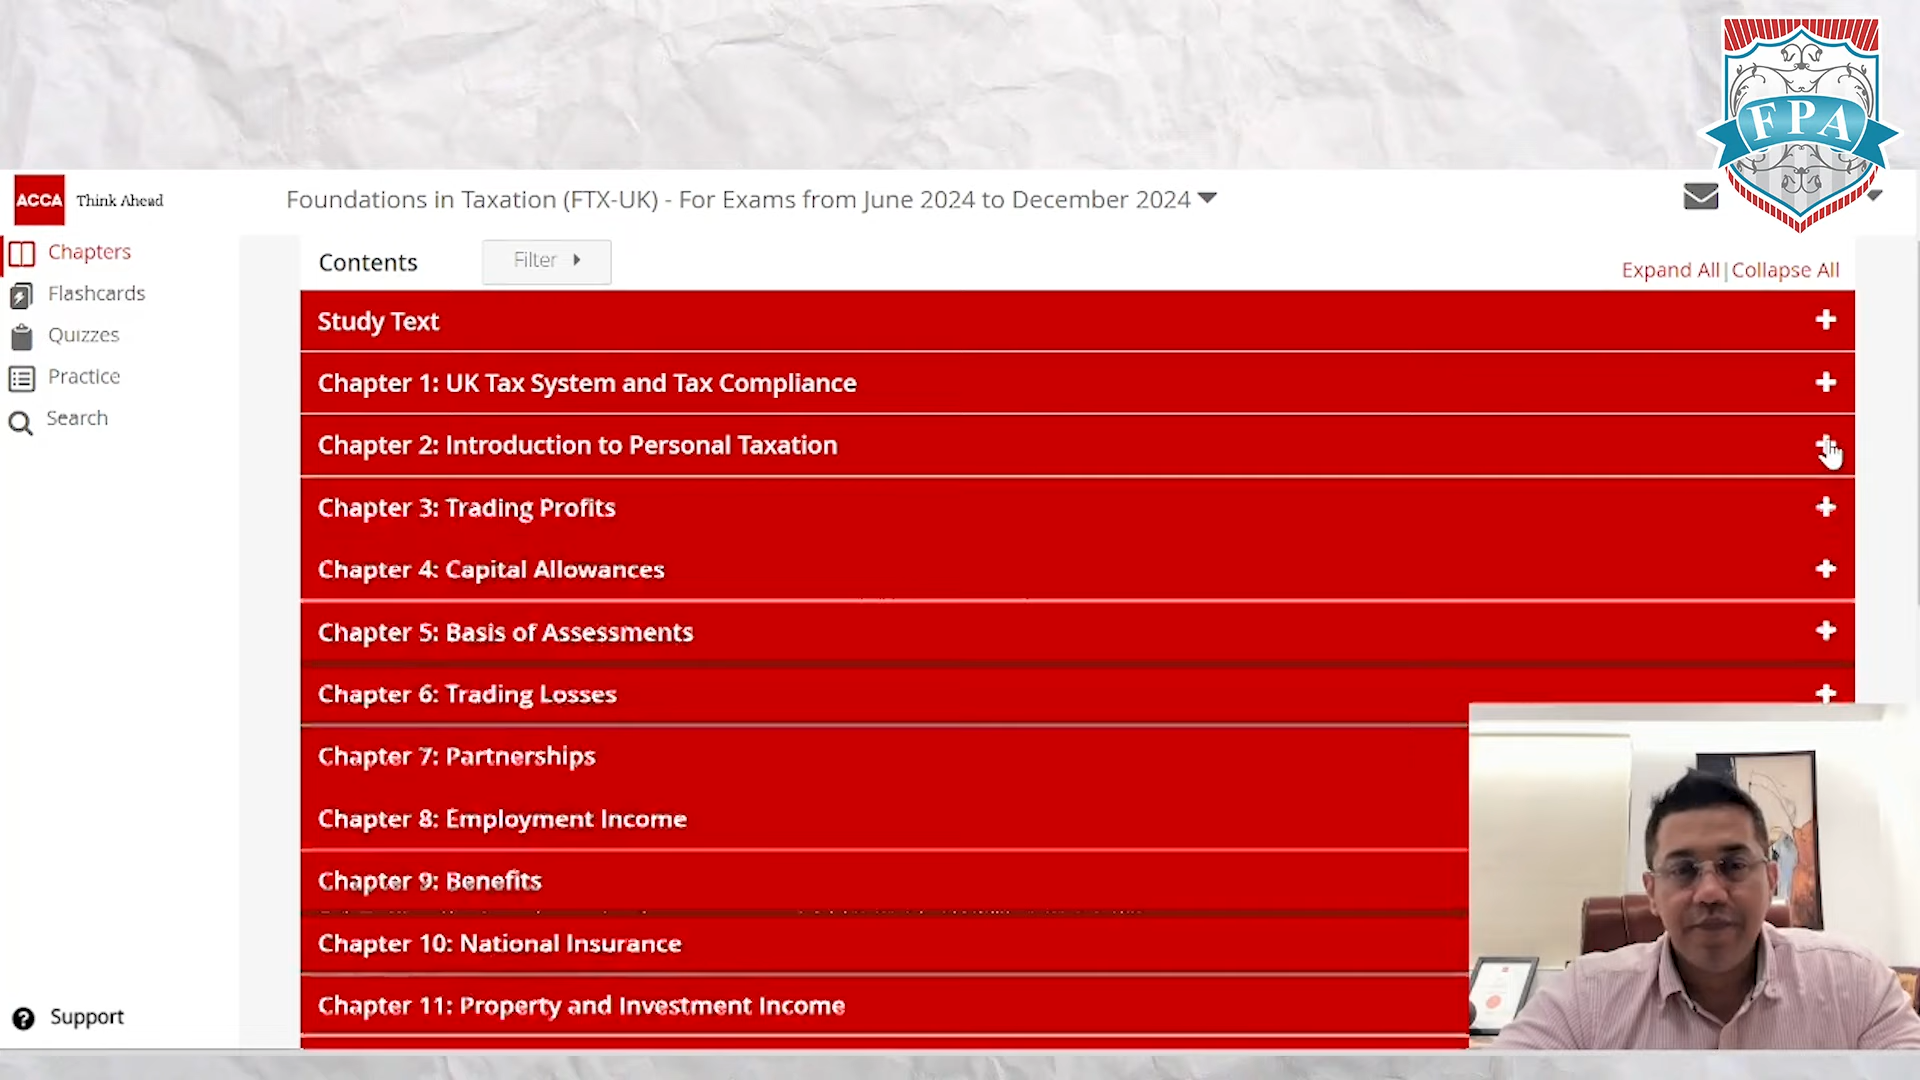 FPA
ACCA Think Ahead
Foundations in Taxation (FTX-UK) - For Exams from June 2024 to December 2024
Chapters
Flashcards
Quizzes
Practice
Search
Support
Contents
Filter
Expand All|Collapse All
Study Text
Chapter 1: UK Tax System and Tax Compliance
Chapter 2: Introduction to Personal Taxation
Chapter 3: Trading Profits
Chapter 4: Capital Allowances
Chapter 5: Basis of Assessments
Chapter 6: Trading Losses
Chapter 7: Partnerships
Chapter 8: Employment Income
Chapter 9: Benefits
Chapter 10: National Insurance
Chapter 11: Property and Investment Income